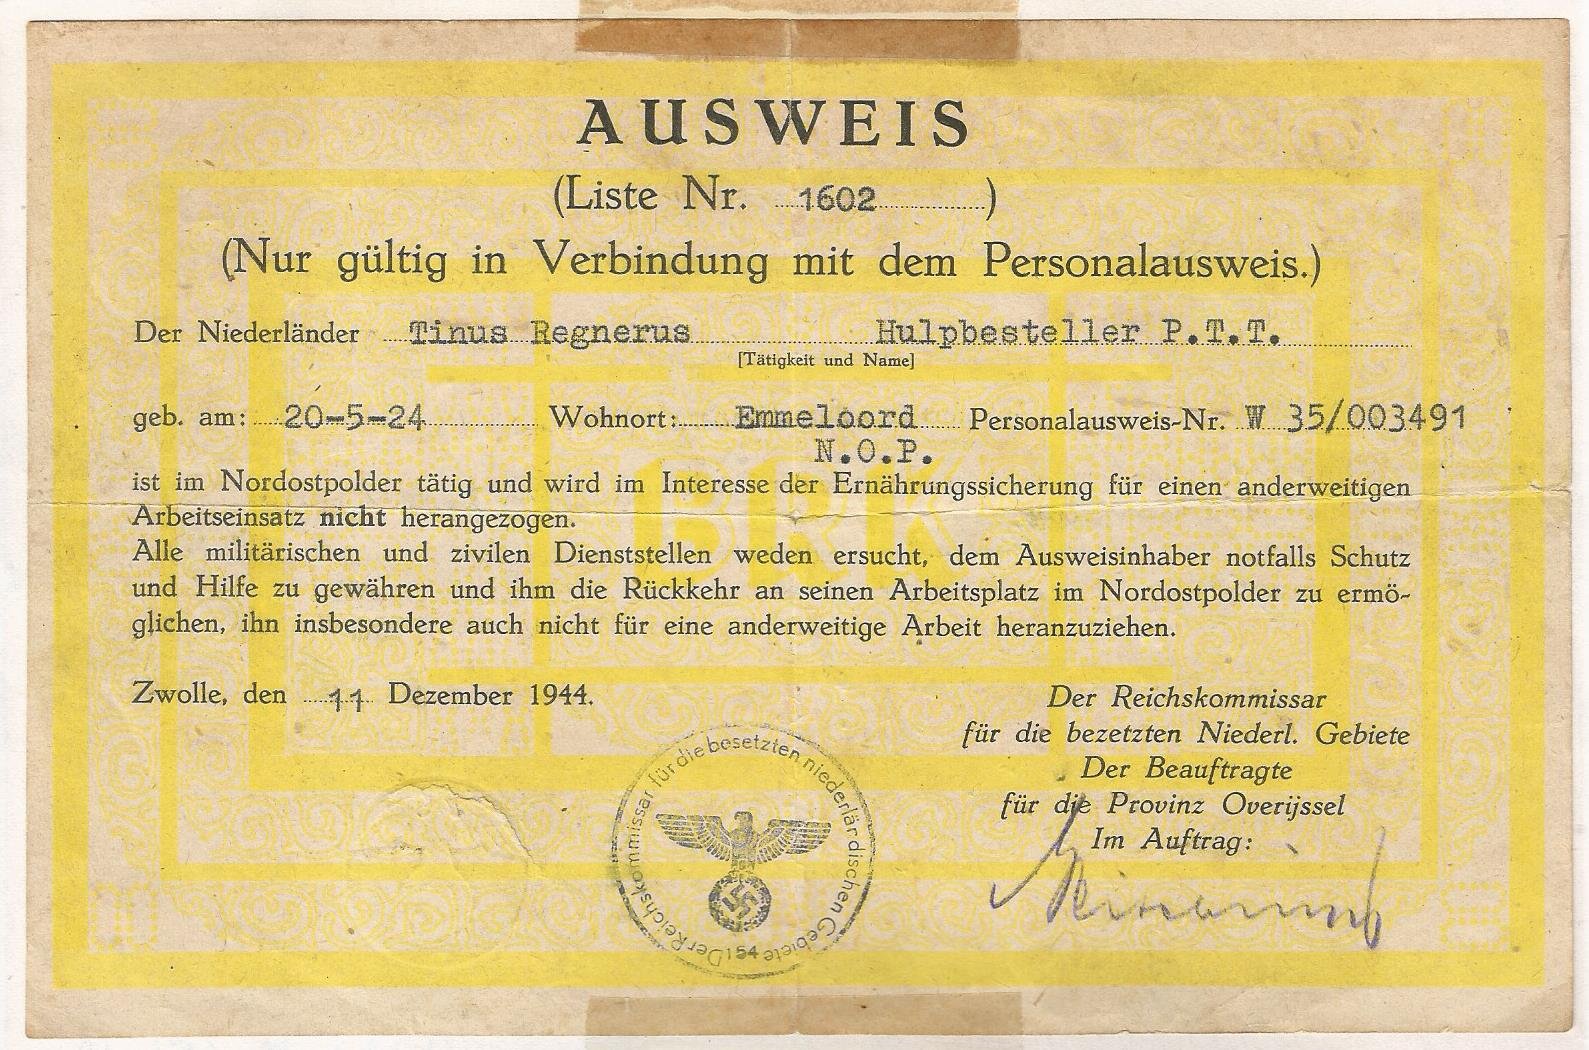 AUSWEIS
(Liste Nr. 1602 )
(Nur gültig in Verbindung mit dem Personalausweis.)
Der Niederländer Tinus Regnerus Hulpbesteller P.T.T.
[Tätigkeit und Name]
geb. am: 20-5-24 Wohnort: Emmeloord Personalausweis-Nr. W 35/003491
N.O.P.
ist im Nordostpolder tätig und wird im Interesse der Ernährungssicherung für einen anderweitigen
Arbeitseinsatz nicht herangezogen.
Alle militärischen und zivilen Dienststellen weden ersucht, dem Ausweisinhaber notfalls Schutz
und Hilfe zu gewähren und ihm die Rückkehr an seinen Arbeitsplatz im Nordostpolder zu ermö-
glichen, ihn insbesondere auch nicht für eine anderweitige Arbeit heranzuziehen.
Zwolle, den 11 Dezember 1944.
Der Reichskommissar
für die bezetzten Niederl. Gebiete
Der Beauftragte
für die Provinz Overijssel
Im Auftrag:
Der Reichskommissar für die besetzten niederländischen Gebiete
154